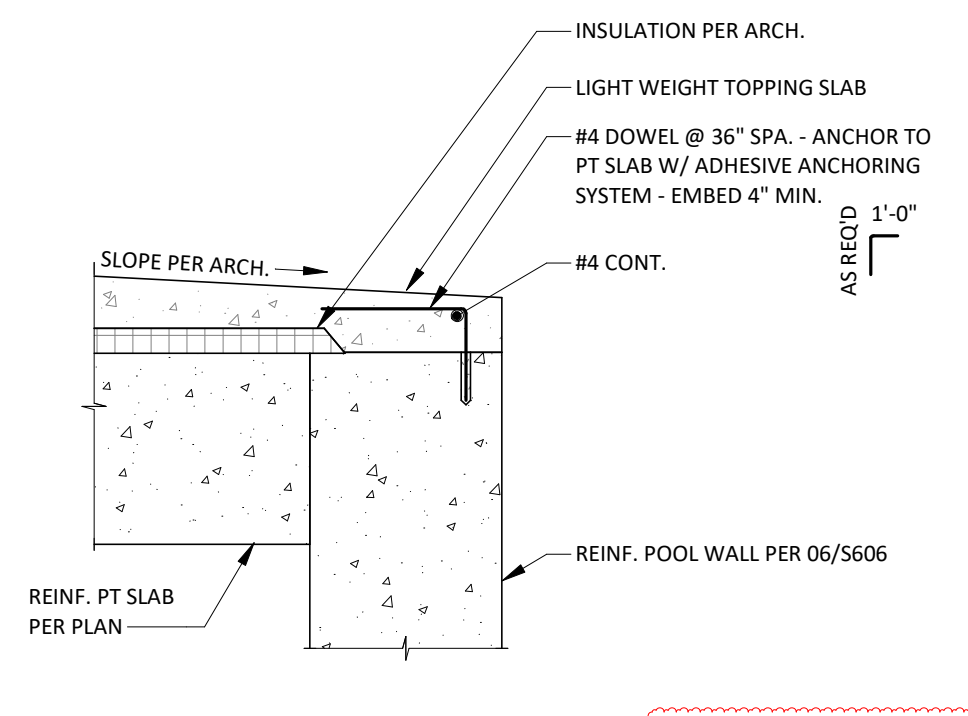 INSULATION PER ARCH.
LIGHT WEIGHT TOPPING SLAB
#4 DOWEL @ 36" SPA. - ANCHOR TO
PT SLAB W/ ADHESIVE ANCHORING
SYSTEM - EMBED 4" MIN.
AS REQ'D
1'-0"
SLOPE PER ARCH.
#4 CONT.
REINF. POOL WALL PER 06/S606
REINF. PT SLAB
PER PLAN